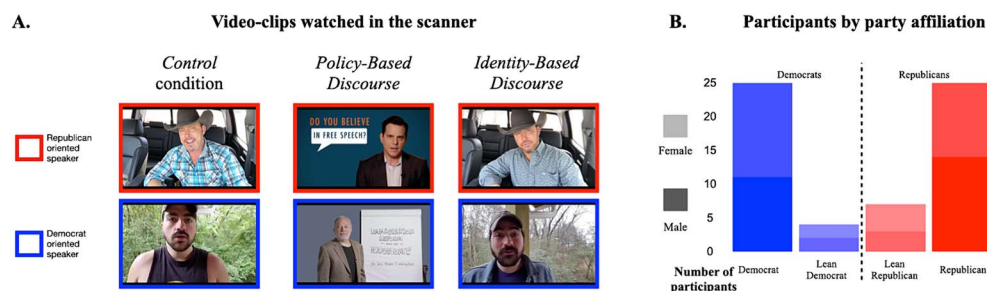 A.
Video-clips watched in the scanner
Control
condition
Policy-Based
Discourse
Identity-Based
Discourse
Republican
oriented
speaker
DO YOU BELIEVE
IN FREE SPEECH?
Democrat
oriented
speaker
B.
Participants by party affiliation
Democrats
Republicans
25
20
15
10
5
0
Female
Male
Number of
participants
Democrat
Lean
Democrat
Lean
Republican
Republican